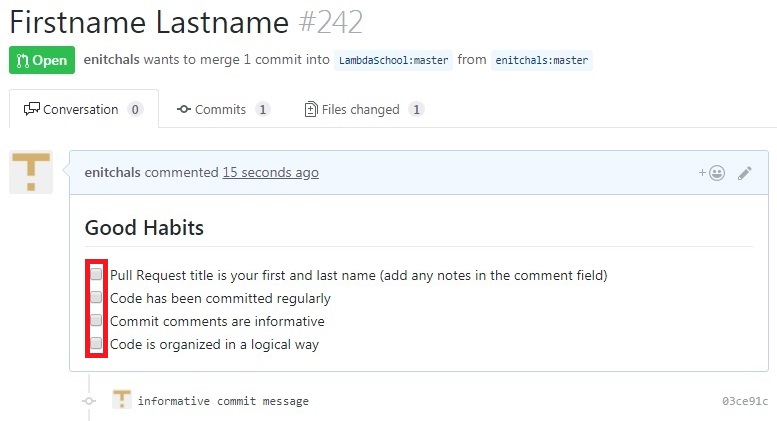 Firstname Lastname #242
Open enitchals wants to merge 1 commit into LambdaSchool:master from enitchals:master
Conversation 0 Commits 1 Files changed 1
enitchals commented 15 seconds ago
Good Habits
Pull Request title is your first and last name (add any notes in the comment field)
Code has been committed regularly
Commit comments are informative
Code is organized in a logical way
informative commit message 03ce91c